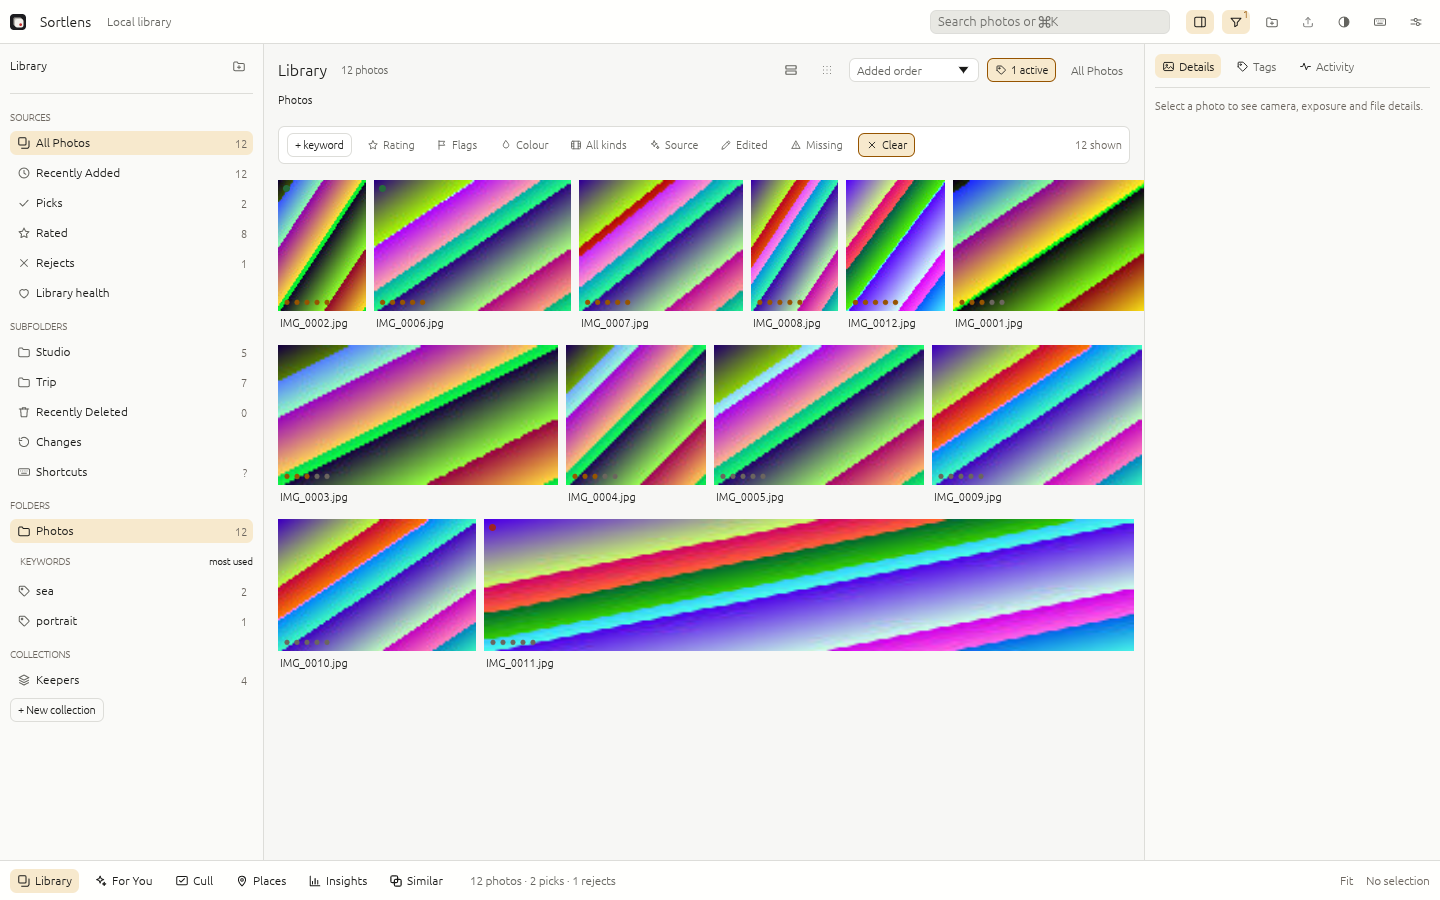 Sortlens Local library Search photos or ⌘K 1
Library
Library 12 photos Added order 1 active All Photos
Details Tags Activity
Photos
Select a photo to see camera, exposure and file details.
SOURCES
All Photos 12
Recently Added 12
Picks 2
Rated 8
Rejects 1
Library health
SUBFOLDERS
Studio 5
Trip 7
Recently Deleted 0
Changes
Shortcuts ?
FOLDERS
Photos 12
KEYWORDS most used
sea 2
portrait 1
COLLECTIONS
Keepers 4
+ New collection
+ keyword Rating Flags Colour All kinds Source Edited Missing Clear 12 shown
IMG_0002.jpg IMG_0006.jpg IMG_0007.jpg IMG_0008.jpg IMG_0012.jpg IMG_0001.jpg
IMG_0003.jpg IMG_0004.jpg IMG_0005.jpg IMG_0009.jpg
IMG_0010.jpg IMG_0011.jpg
Library For You Cull Places Insights Similar 12 photos · 2 picks · 1 rejects Fit No selection